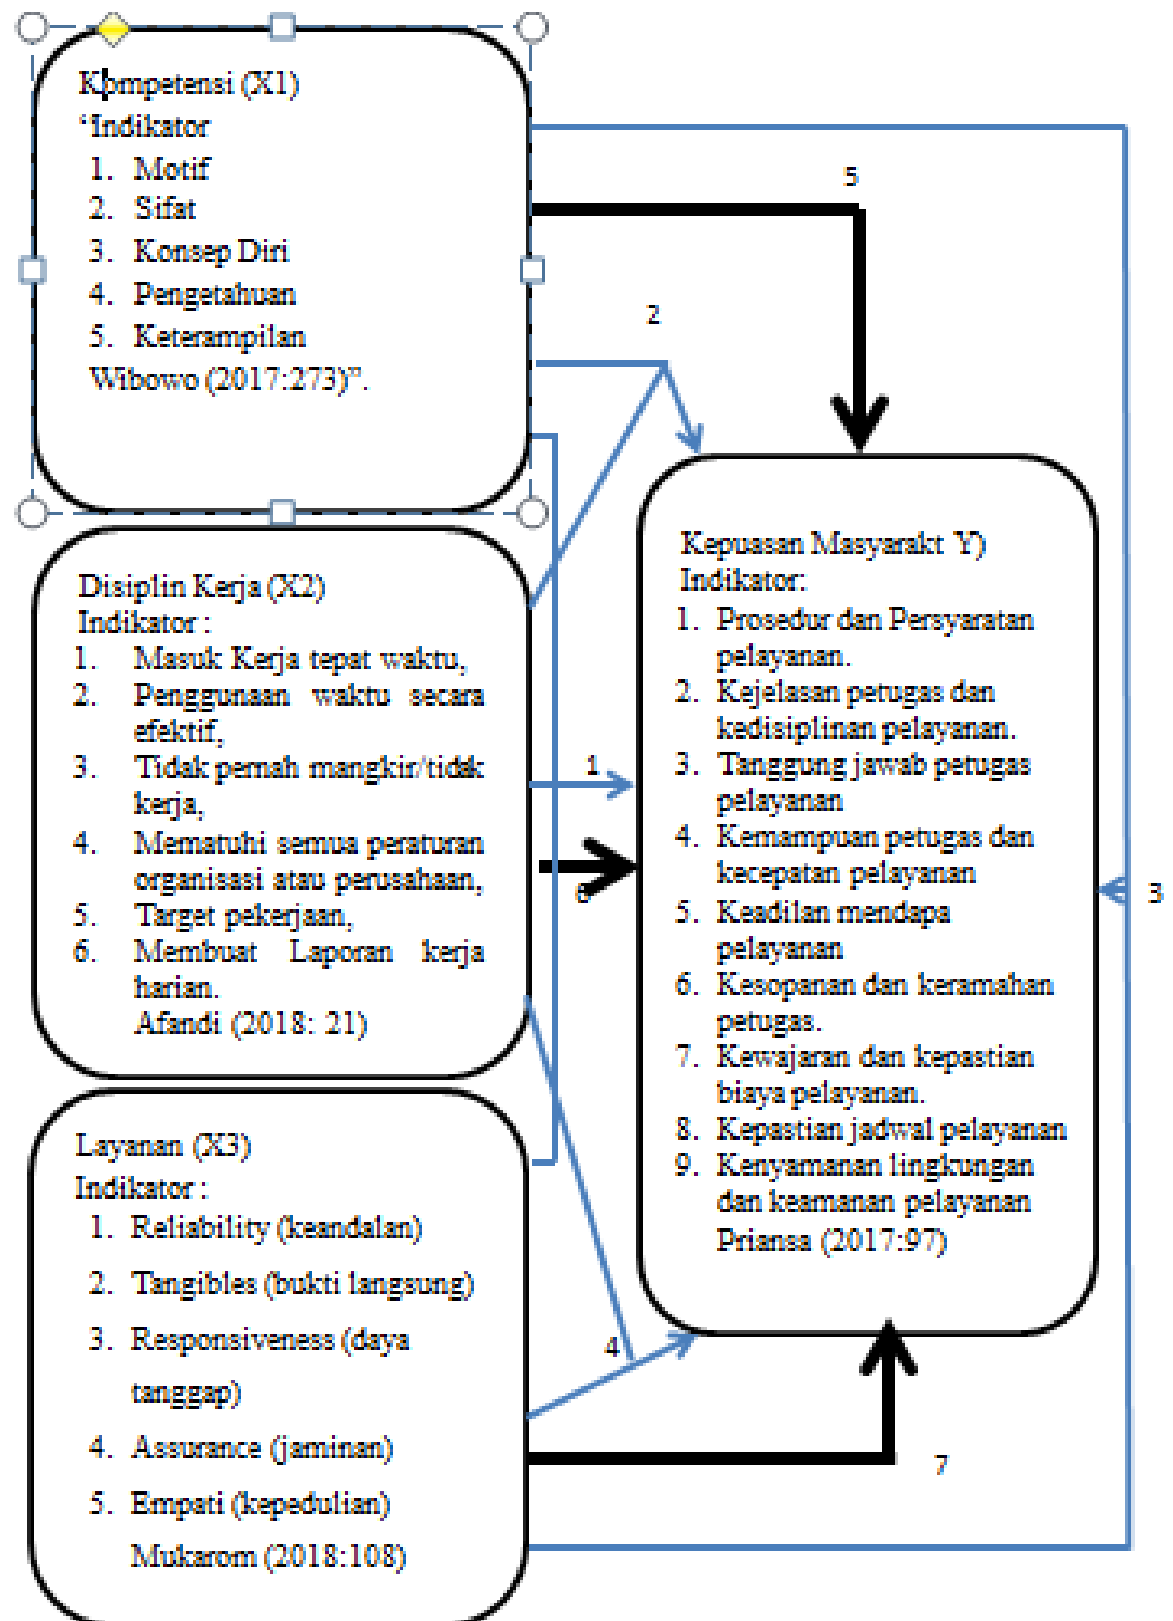 Kompetensi (X1)
“Indikator
1. Motif
2. Sifat
3. Konsep Diri
4. Pengetahuan
5. Keterampilan
Wibowo (2017:273)”.
Disiplin Kerja (X2)
Indikator :
1. Masuk Kerja tepat waktu,
2. Penggunaan waktu secara
efektif,
3. Tidak pernah mangkir/tidak
kerja,
4. Mematuhi semua peraturan
organisasi atau perusahaan,
5. Target pekerjaan,
6. Membuat Laporan kerja
harian.
Afandi (2018: 21)
Layanan (X3)
Indikator :
1. Reliability (keandalan)
2. Tangibles (bukti langsung)
3. Responsiveness (daya
tanggap)
4. Assurance (jaminan)
5. Empati (kepedulian)
Mukarom (2018:108)
5
2
1
6
4
7
Kepuasan Masyarakt Y)
Indikator:
1. Prosedur dan Persyaratan
pelayanan.
2. Kejelasan petugas dan
kedisiplinan pelayanan.
3. Tanggung jawab petugas
pelayanan
4. Kemampuan petugas dan
kecepatan pelayanan
5. Keadilan mendapa
pelayanan
6. Kesopanan dan keramahan
petugas.
7. Kewajaran dan kepastian
biaya pelayanan.
8. Kepastian jadwal pelayanan
9. Kenyamanan lingkungan
dan keamanan pelayanan
Priansa (2017:97)
3